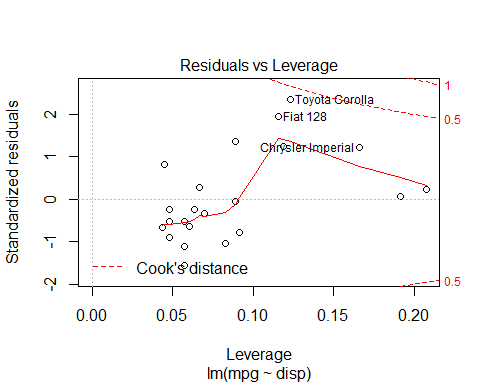 Residuals vs Leverage
Standardized residuals
2
1
0
-1
-2
Toyota Corolla
Fiat 128
Chrysler Imperial
1
0.5
0.5
Cook's distance
0.00
0.05
0.10
0.15
0.20
Leverage
lm(mpg ~ disp)